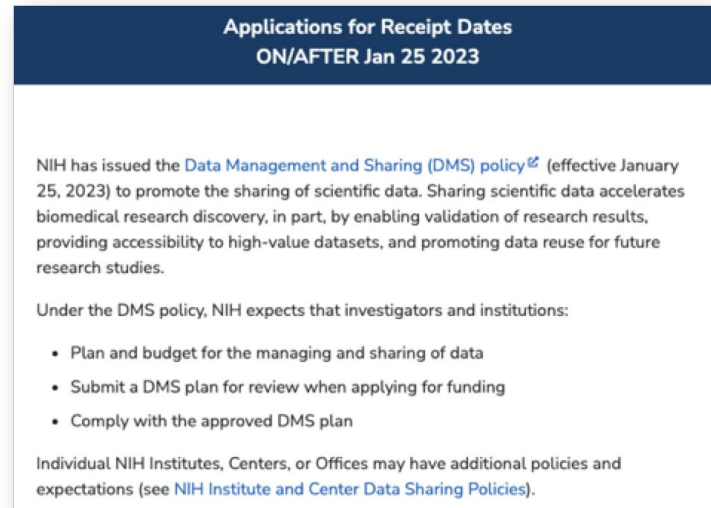 Applications for Receipt Dates
ON/AFTER Jan 25 2023
NIH has issued the Data Management and Sharing (DMS) policy (effective January
25, 2023) to promote the sharing of scientific data. Sharing scientific data accelerates
biomedical research discovery, in part, by enabling validation of research results,
providing accessibility to high-value datasets, and promoting data reuse for future
research studies.
Under the DMS policy, NIH expects that investigators and institutions:
• Plan and budget for the managing and sharing of data
• Submit a DMS plan for review when applying for funding
• Comply with the approved DMS plan
Individual NIH Institutes, Centers, or Offices may have additional policies and
expectations (see NIH Institute and Center Data Sharing Policies).